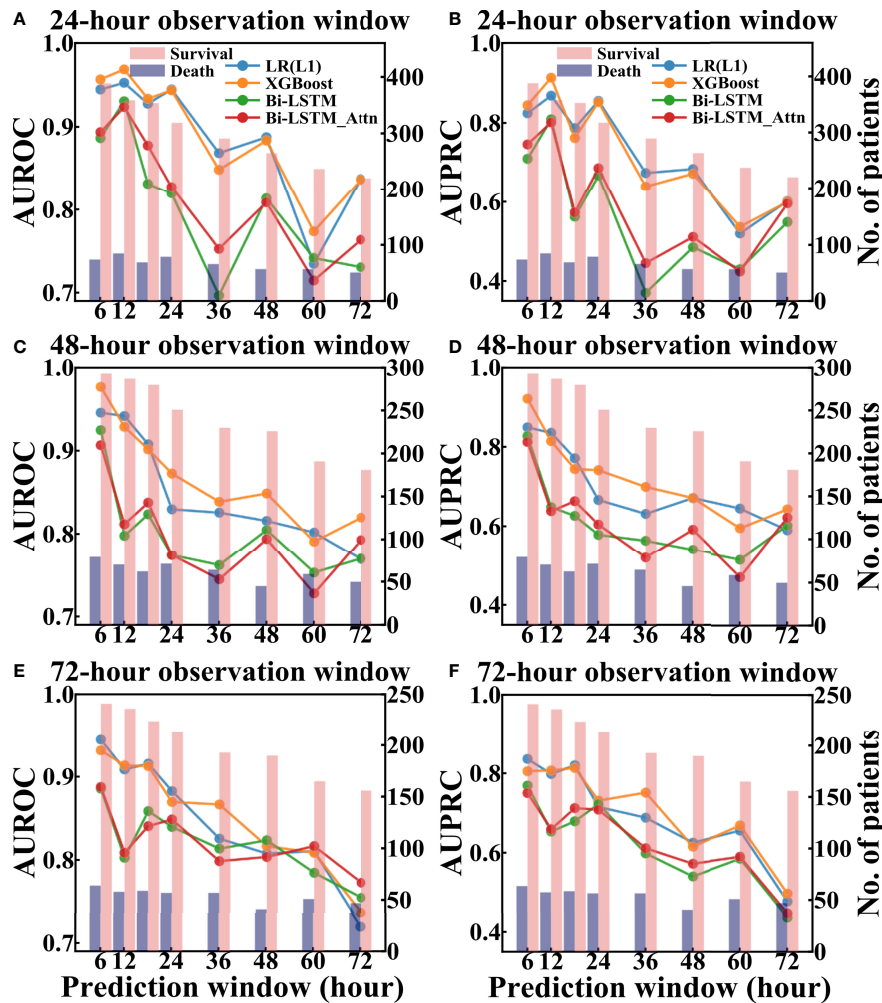 A 24-hour observation window
B 24-hour observation window
1.0
0.9
0.8
0.7
AUROC
Survival
Death
LR(L1)
XGBoost
Bi-LSTM
Bi-LSTM_Attn
400
300
200
100
0
6 12 18 24 36 48 60 72
1.0
0.8
0.6
0.4
AUPRC
Survival
Death
LR(L1)
XGBoost
Bi-LSTM
Bi-LSTM_Attn
400
300
200
100
0
No. of patients
6 12 24 36 48 60 72
C 48-hour observation window
D 48-hour observation window
1.0
0.9
0.8
0.7
AUROC
300
250
200
150
100
50
0
6 12 24 36 48 60 72
1.0
0.8
0.6
0.4
AUPRC
300
250
200
150
100
50
0
No. of patients
6 12 24 36 48 60 72
E 72-hour observation window
F 72-hour observation window
1.0
0.9
0.8
0.7
AUROC
250
200
150
100
50
0
6 12 24 36 48 60 72
Prediction window (hour)
1.0
0.8
0.6
0.4
AUPRC
250
200
150
100
50
0
No. of patients
6 12 24 36 48 60 72
Prediction window (hour)